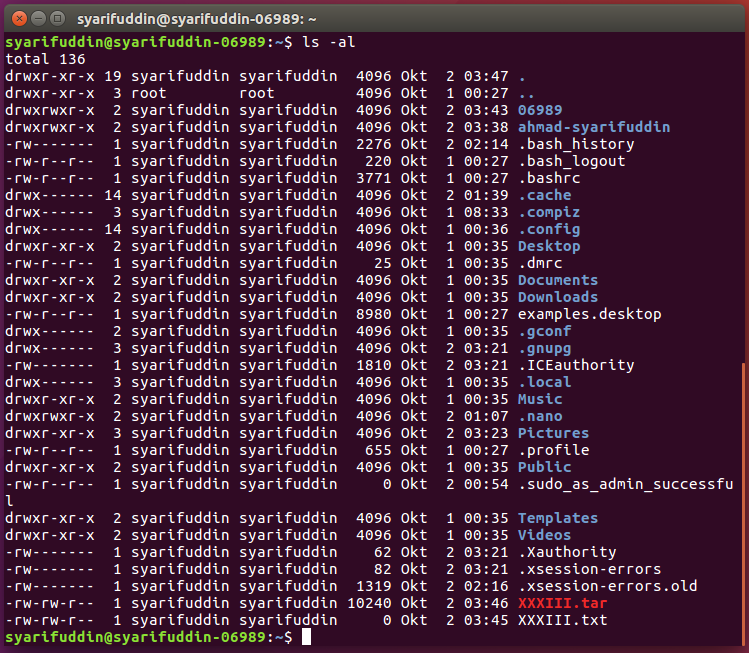 syarifuddin@syarifuddin-06989: ~
syarifuddin@syarifuddin-06989:~$ ls -al
total 136
drwxr-xr-x 19 syarifuddin syarifuddin  4096 Okt  2 03:47 .
drwxr-xr-x  3 root        root         4096 Okt  1 00:27 ..
drwxrwxr-x  2 syarifuddin syarifuddin  4096 Okt  2 03:43 06989
drwxrwxr-x  2 syarifuddin syarifuddin  4096 Okt  2 03:38 ahmad-syarifuddin
-rw-------  1 syarifuddin syarifuddin  2276 Okt  2 02:14 .bash_history
-rw-r--r--  1 syarifuddin syarifuddin   220 Okt  1 00:27 .bash_logout
-rw-r--r--  1 syarifuddin syarifuddin  3771 Okt  1 00:27 .bashrc
drwx------ 14 syarifuddin syarifuddin  4096 Okt  2 01:39 .cache
drwx------  3 syarifuddin syarifuddin  4096 Okt  1 08:33 .compiz
drwx------ 14 syarifuddin syarifuddin  4096 Okt  1 00:36 .config
drwxr-xr-x  2 syarifuddin syarifuddin  4096 Okt  1 00:35 Desktop
-rw-r--r--  1 syarifuddin syarifuddin    25 Okt  1 00:35 .dmrc
drwxr-xr-x  2 syarifuddin syarifuddin  4096 Okt  1 00:35 Documents
drwxr-xr-x  2 syarifuddin syarifuddin  4096 Okt  1 00:35 Downloads
-rw-r--r--  1 syarifuddin syarifuddin  8980 Okt  1 00:27 examples.desktop
drwx------  2 syarifuddin syarifuddin  4096 Okt  1 00:35 .gconf
drwx------  3 syarifuddin syarifuddin  4096 Okt  2 03:21 .gnupg
-rw-------  1 syarifuddin syarifuddin  1810 Okt  2 03:21 .ICEauthority
drwx------  3 syarifuddin syarifuddin  4096 Okt  1 00:35 .local
drwxr-xr-x  2 syarifuddin syarifuddin  4096 Okt  1 00:35 Music
drwxrwxr-x  2 syarifuddin syarifuddin  4096 Okt  2 01:07 .nano
drwxr-xr-x  3 syarifuddin syarifuddin  4096 Okt  2 03:23 Pictures
-rw-r--r--  1 syarifuddin syarifuddin   655 Okt  1 00:27 .profile
drwxr-xr-x  2 syarifuddin syarifuddin  4096 Okt  1 00:35 Public
-rw-r--r--  1 syarifuddin syarifuddin     0 Okt  2 00:54 .sudo_as_admin_successfu
l
drwxr-xr-x  2 syarifuddin syarifuddin  4096 Okt  1 00:35 Templates
drwxr-xr-x  2 syarifuddin syarifuddin  4096 Okt  1 00:35 Videos
-rw-------  1 syarifuddin syarifuddin    62 Okt  2 03:21 .Xauthority
-rw-------  1 syarifuddin syarifuddin    82 Okt  2 03:21 .xsession-errors
-rw-------  1 syarifuddin syarifuddin  1319 Okt  2 02:16 .xsession-errors.old
-rw-rw-r--  1 syarifuddin syarifuddin 10240 Okt  2 03:46 XXXIII.tar
-rw-rw-r--  1 syarifuddin syarifuddin     0 Okt  2 03:45 XXXIII.txt
syarifuddin@syarifuddin-06989:~$